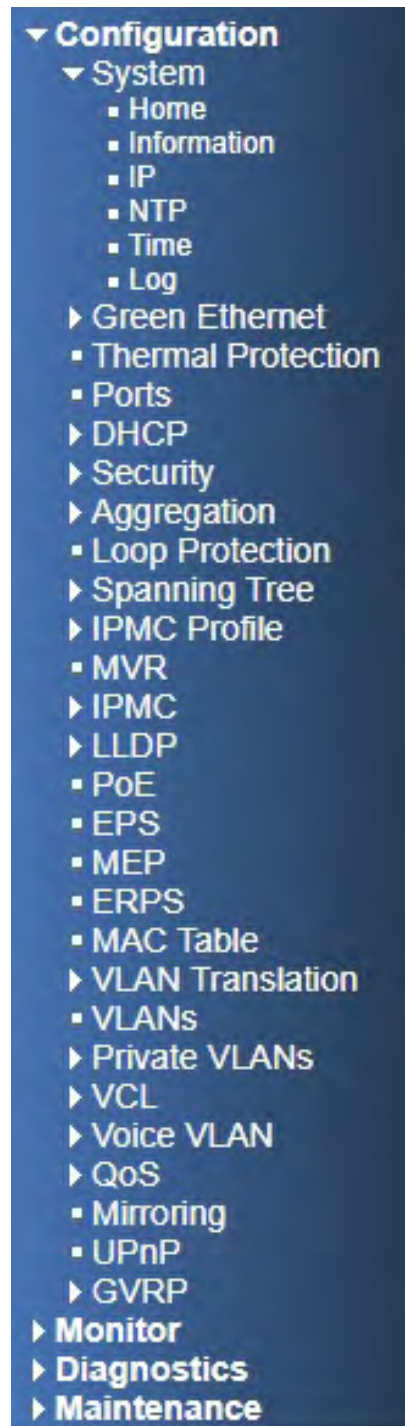 Configuration
System
Home
Information
IP
NTP
Time
Log
Green Ethernet
Thermal Protection
Ports
DHCP
Security
Aggregation
Loop Protection
Spanning Tree
IPMC Profile
MVR
IPMC
LLDP
PoE
EPS
MEP
ERPS
MAC Table
VLAN Translation
VLANs
Private VLANs
VCL
Voice VLAN
QoS
Mirroring
UPnP
GVRP
Monitor
Diagnostics
Maintenance